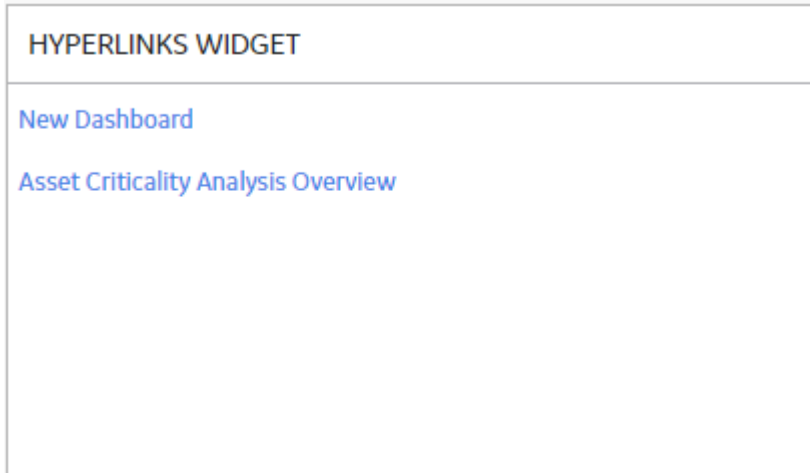 HYPERLINKS WIDGET
New Dashboard
Asset Criticality Analysis Overview